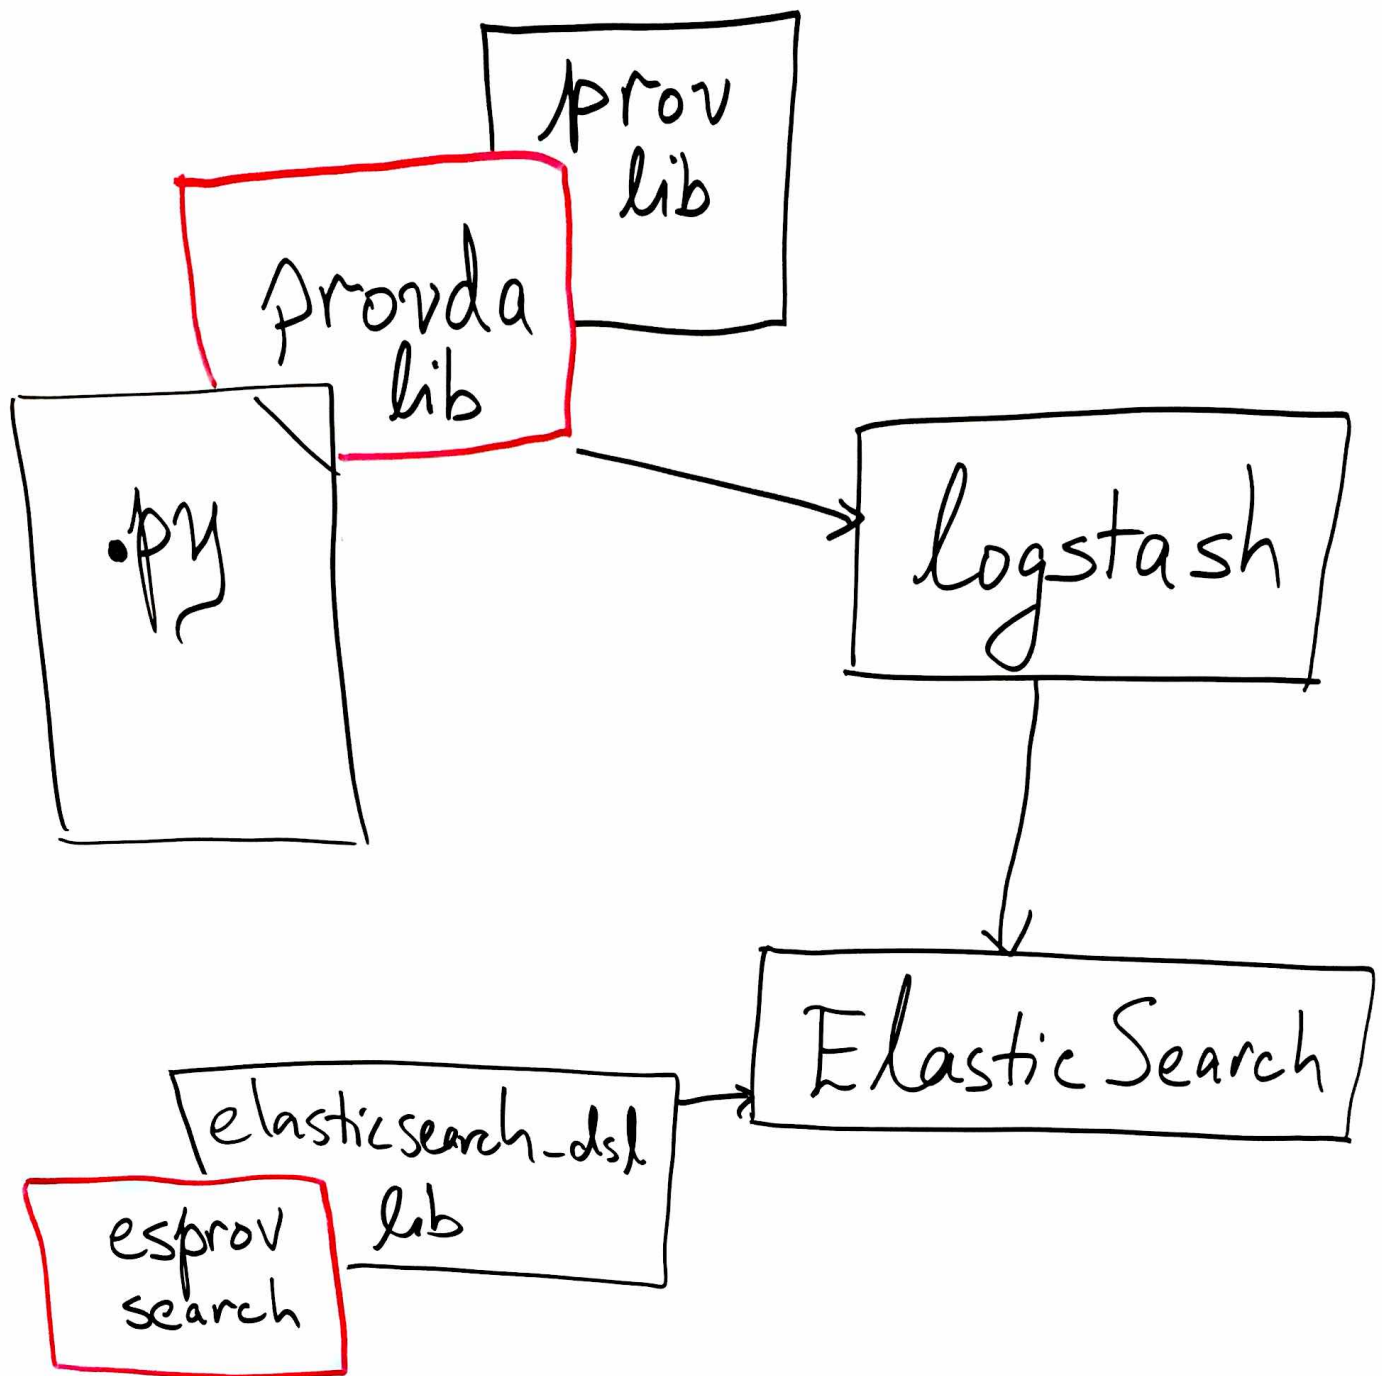 prov
lib
provda
lib
.py
logstash
ElasticSearch
elasticsearch_dsl
lib
esprov
search